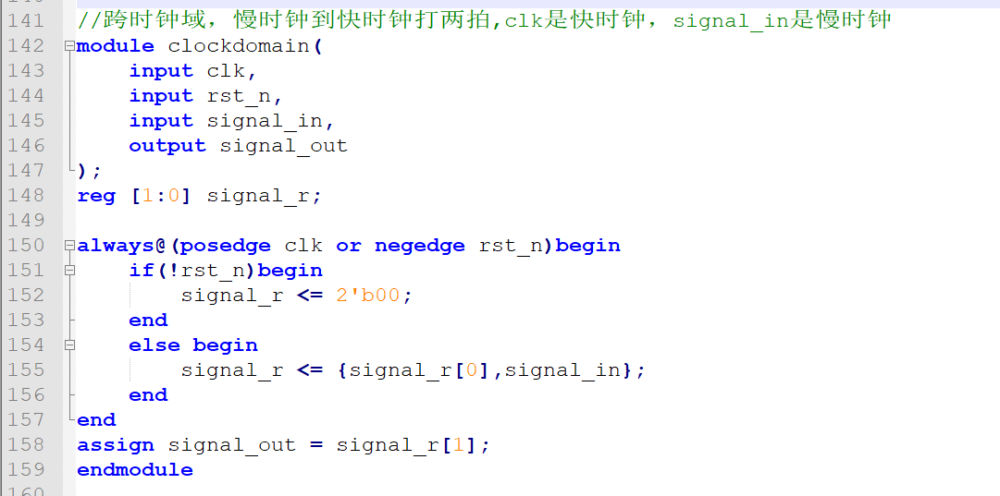 141 //跨时钟域，慢时钟到快时钟打两拍,clk是快时钟，signal_in是慢时钟
142 module clockdomain(
143     input clk,
144     input rst_n,
145     input signal_in,
146     output signal_out
147 );
148 reg [1:0] signal_r;
149
150 always@(posedge clk or negedge rst_n)begin
151     if(!rst_n)begin
152         signal_r <= 2'b00;
153     end
154     else begin
155         signal_r <= {signal_r[0],signal_in};
156     end
157 end
158 assign signal_out = signal_r[1];
159 endmodule
160